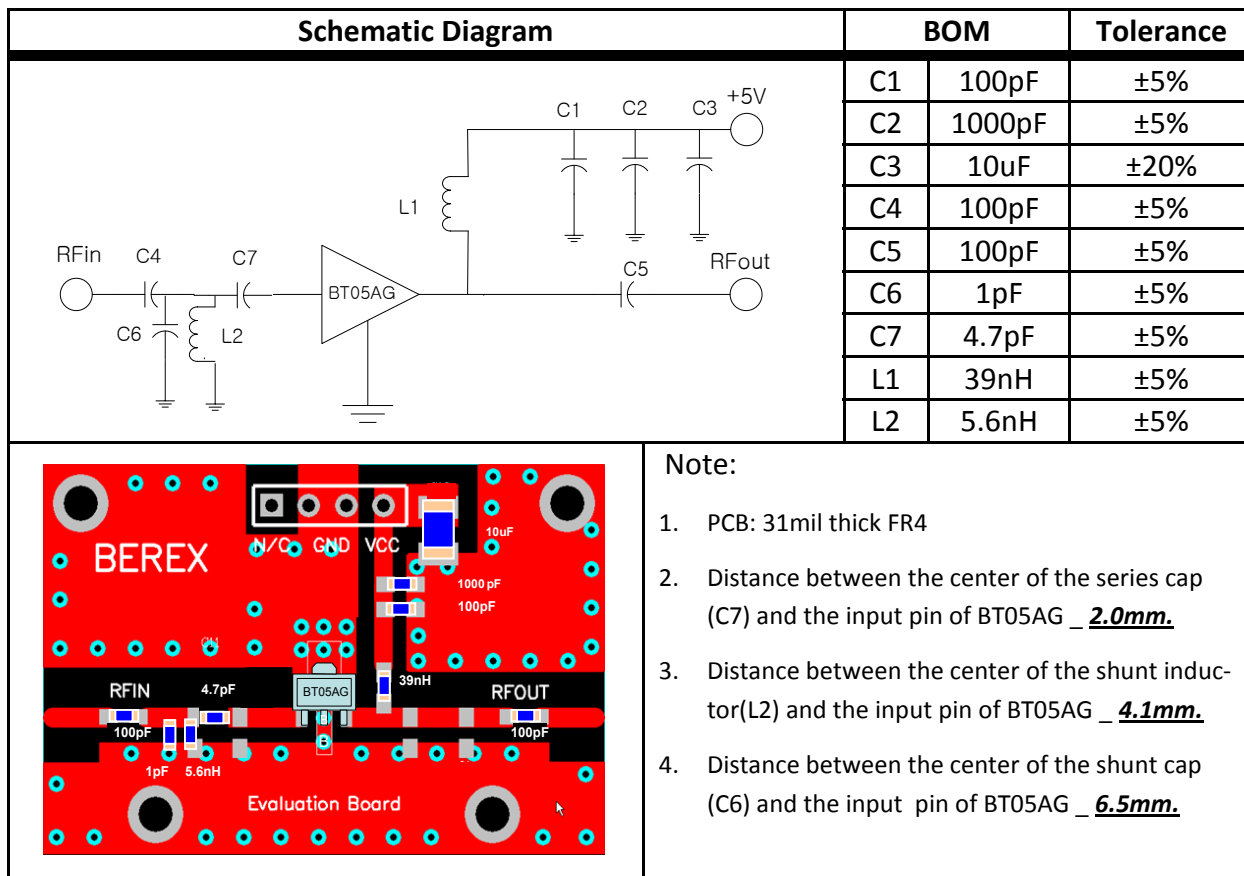 Schematic Diagram BOM Tolerance
C1 100pF ±5%
C2 1000pF ±5%
C3 10uF ±20%
C4 100pF ±5%
C5 100pF ±5%
C6 1pF ±5%
C7 4.7pF ±5%
L1 39nH ±5%
L2 5.6nH ±5%
C1 C2 C3 +5V
L1
RFin C4 C7 C5 RFout
BT05AG
C6 L2
BEREX
N/C GND VCC
10uF
1000pF
100pF
RFIN 4.7pF BT05AG 39nH RFOUT
100pF 100pF
1pF 5.6nH
Evaluation Board
Note:
1. PCB: 31mil thick FR4
2. Distance between the center of the series cap
(C7) and the input pin of BT05AG _ 2.0mm.
3. Distance between the center of the shunt induc-
tor(L2) and the input pin of BT05AG _ 4.1mm.
4. Distance between the center of the shunt cap
(C6) and the input pin of BT05AG _ 6.5mm.